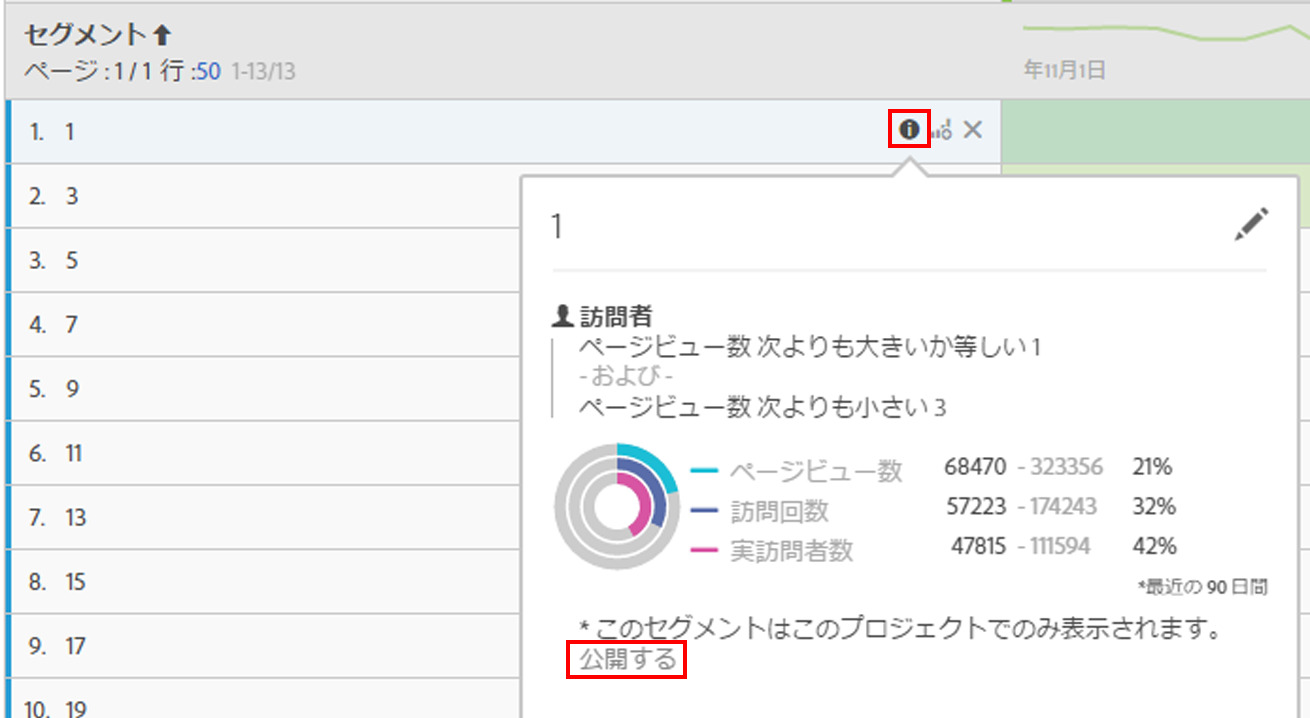 セグメント
ページ : 1 / 1 行 :50 1-13/13
年11月1日
1. 1
2. 3
3. 5
4. 7
5. 9
6. 11
7. 13
8. 15
9. 17
10. 19
1
訪問者
ページビュー数 次よりも大きいか等しい 1
- および -
ページビュー数 次よりも小さい 3
ページビュー数 68470 - 323356 21%
訪問回数 57223 - 174243 32%
実訪問者数 47815 - 111594 42%
*最近の 90 日間
* このセグメントはこのプロジェクトでのみ表示されます。
公開する